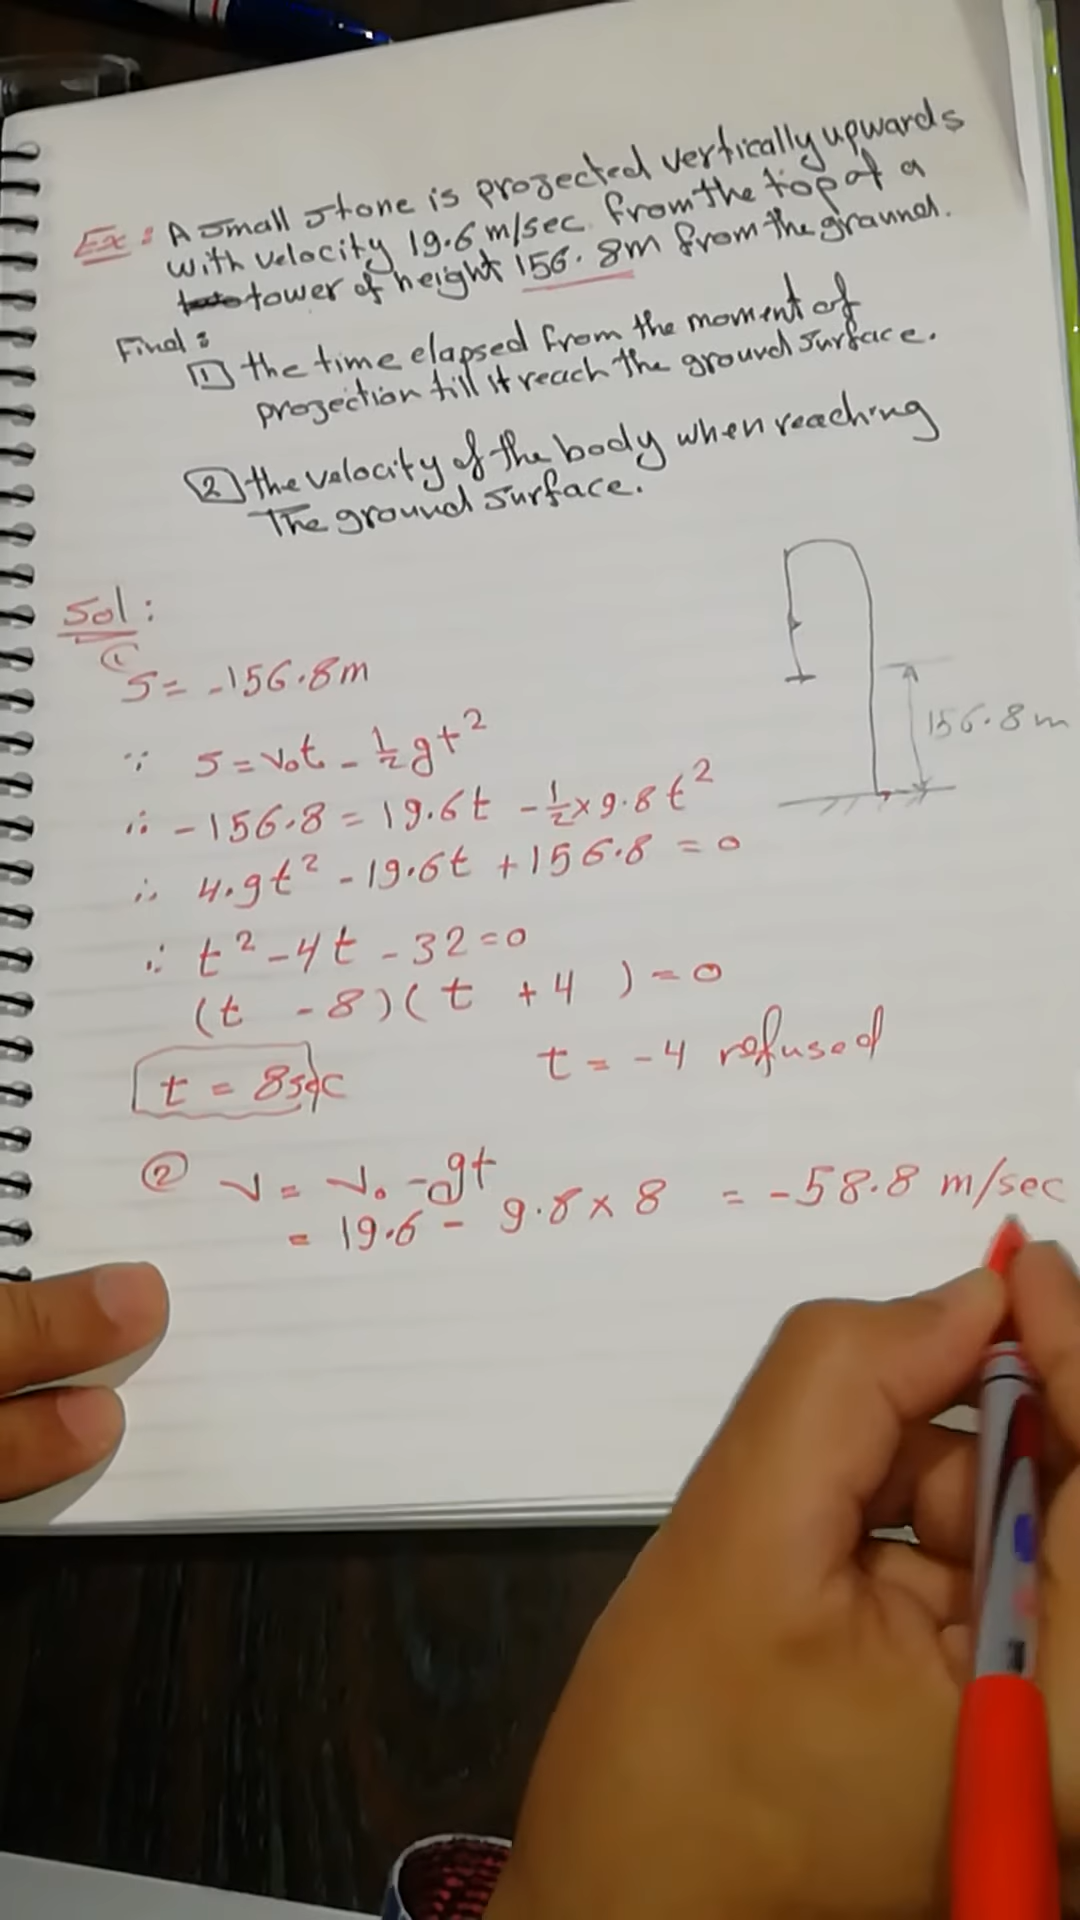 Ex: A small stone is projected vertically upwards
with velocity 19.6 m/sec. from the top of a
tower of height 156.8m from the grounnd.
Find:
1 the time elapsed from the moment of
projection till it reach the ground surface.
2 the velocity of the body when reaching
The ground surface.
Sol:
1
S = -156.8m
156.8m
∵ S = V₀t - ½gt²
∴ -156.8 = 19.6t - ½×9.8t²
∴ 4.9t² - 19.6t + 156.8 = 0
∴ t² - 4t - 32 = 0
(t - 8)(t + 4) = 0
t = 8sec t = -4 refused
2 V = V₀ - gt
= 19.6 - 9.8 × 8 = -58.8 m/sec